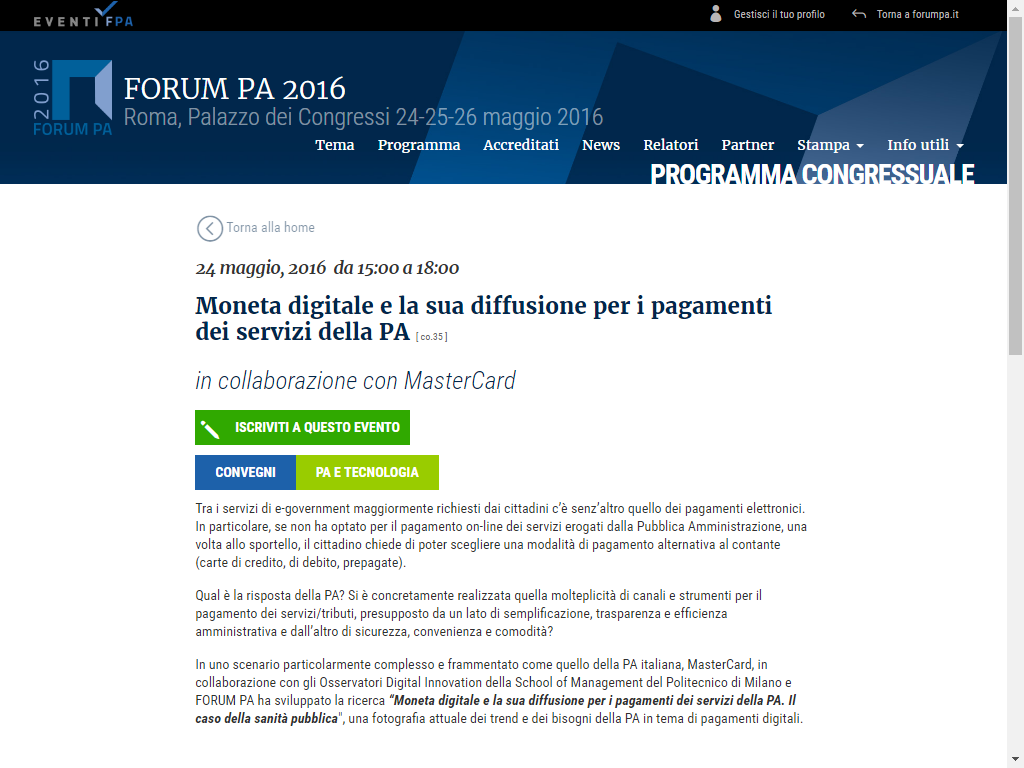 EVENTI FPA
Gestisci il tuo profilo
Torna a forumpa.it
2016
FORUM PA
FORUM PA 2016
Roma, Palazzo dei Congressi 24-25-26 maggio 2016
Tema Programma Accreditati News Relatori Partner Stampa Info utili
PROGRAMMA CONGRESSUALE
Torna alla home
24 maggio, 2016 da 15:00 a 18:00
Moneta digitale e la sua diffusione per i pagamenti
dei servizi della PA [ co.35 ]
in collaborazione con MasterCard
ISCRIVITI A QUESTO EVENTO
CONVEGNI PA E TECNOLOGIA
Tra i servizi di e-government maggiormente richiesti dai cittadini c’è senz’altro quello dei pagamenti elettronici.
In particolare, se non ha optato per il pagamento on-line dei servizi erogati dalla Pubblica Amministrazione, una
volta allo sportello, il cittadino chiede di poter scegliere una modalità di pagamento alternativa al contante
(carte di credito, di debito, prepagate).
Qual è la risposta della PA? Si è concretamente realizzata quella molteplicità di canali e strumenti per il
pagamento dei servizi/tributi, presupposto da un lato di semplificazione, trasparenza e efficienza
amministrativa e dall’altro di sicurezza, convenienza e comodità?
In uno scenario particolarmente complesso e frammentato come quello della PA italiana, MasterCard, in
collaborazione con gli Osservatori Digital Innovation della School of Management del Politecnico di Milano e
FORUM PA ha sviluppato la ricerca “Moneta digitale e la sua diffusione per i pagamenti dei servizi della PA. Il
caso della sanità pubblica", una fotografia attuale dei trend e dei bisogni della PA in tema di pagamenti digitali.